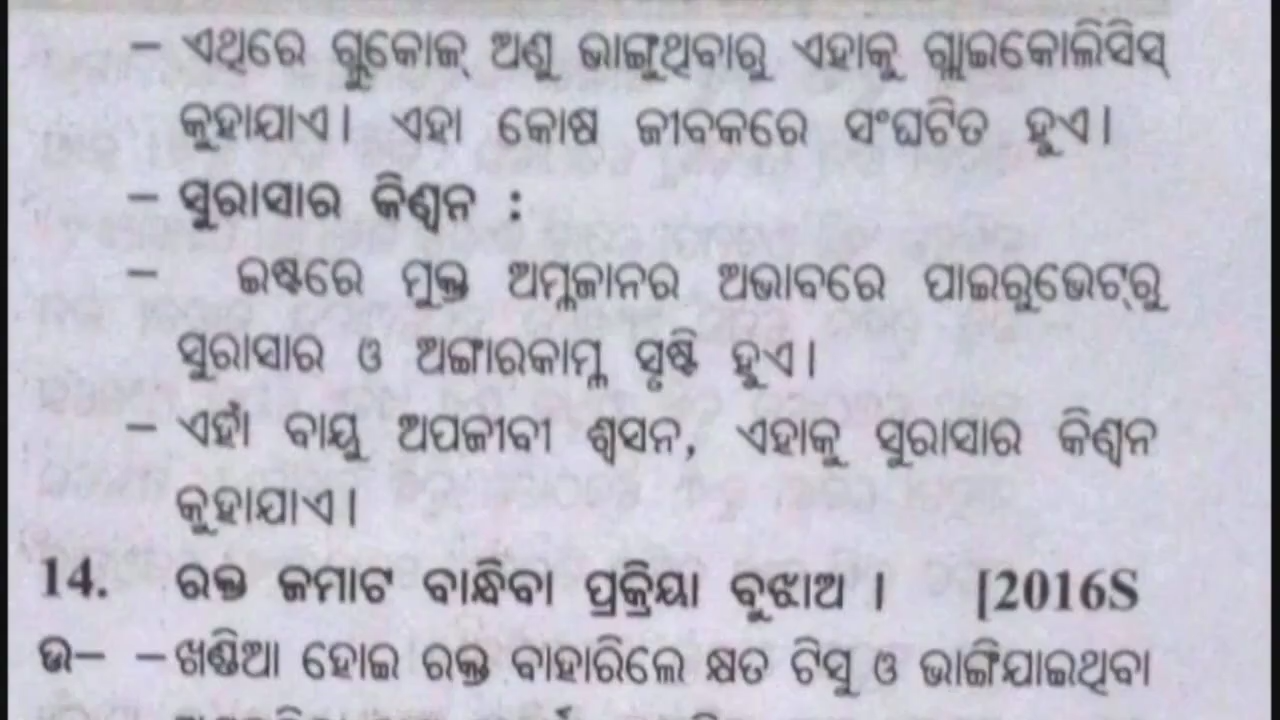 – ଏଥିରେ ଗ୍ଲୁକୋଜ୍ ଅଣୁ ଭାଙ୍ଗୁଥିବାରୁ ଏହାକୁ ଗ୍ଲାଇକୋଲିସିସ୍
କୁହାଯାଏ। ଏହା କୋଷ ଜୀବକରେ ସଂଘଟିତ ହୁଏ।
– ସୁରାସାର କିଣ୍ୱନ :
– ଇଷ୍ଟରେ ମୁକ୍ତ ଅମ୍ଳଜାନର ଅଭାବରେ ପାଇରୁଭେଟ୍‌ରୁ
ସୁରାସାର ଓ ଅଙ୍ଗାରକାମ୍ଳ ସୃଷ୍ଟି ହୁଏ।
– ଏହାଁ ବାୟୁ ଅପଜୀବୀ ଶ୍ୱସନ, ଏହାକୁ ସୁରାସାର କିଣ୍ୱନ
କୁହାଯାଏ।
14. ରକ୍ତ ଜମାଟ ବାନ୍ଧିବା ପ୍ରକ୍ରିୟା ବୁଝାଅ । [2016S
ଉ– –ଖଣ୍ଡିଆ ହୋଇ ରକ୍ତ ବାହାରିଲେ କ୍ଷତ ଟିସୁ ଓ ଭାଙ୍ଗିଯାଇଥିବା